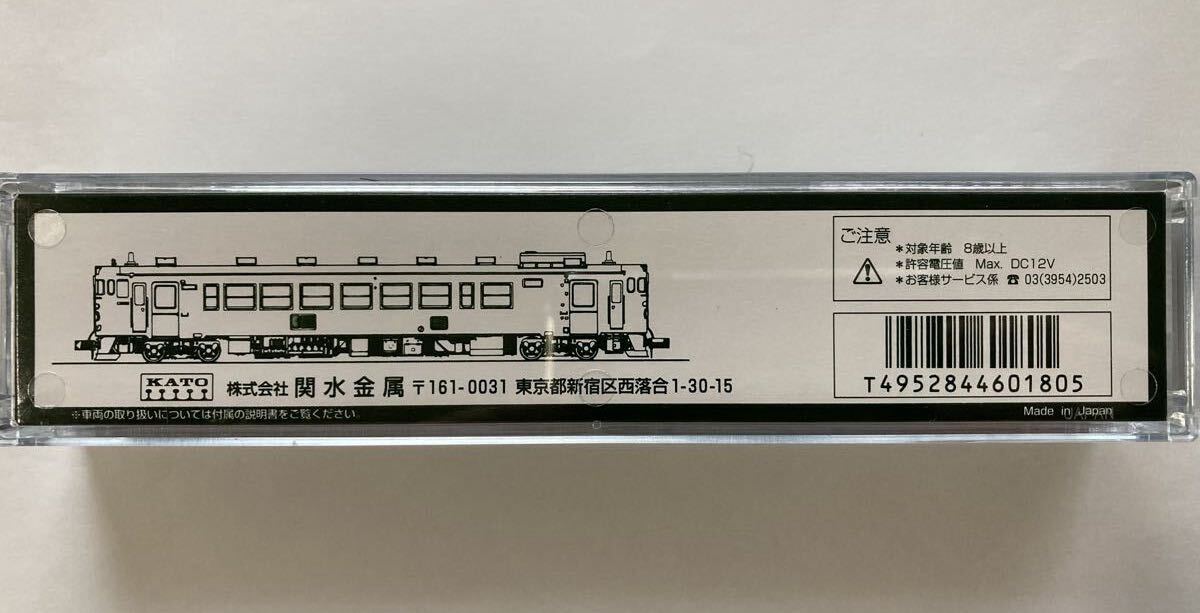 ご注意
＊対象年齢 8歳以上
＊許容電圧値 Max. DC12V
＊お客様サービス係 ☎ 03(3954)2503
T4952844601805
KATO 株式会社 関水金属 〒161-0031 東京都新宿区西落合1-30-15
※車両の取り扱いについては付属の説明書をご覧ください。
Made in Japan
JAPAN